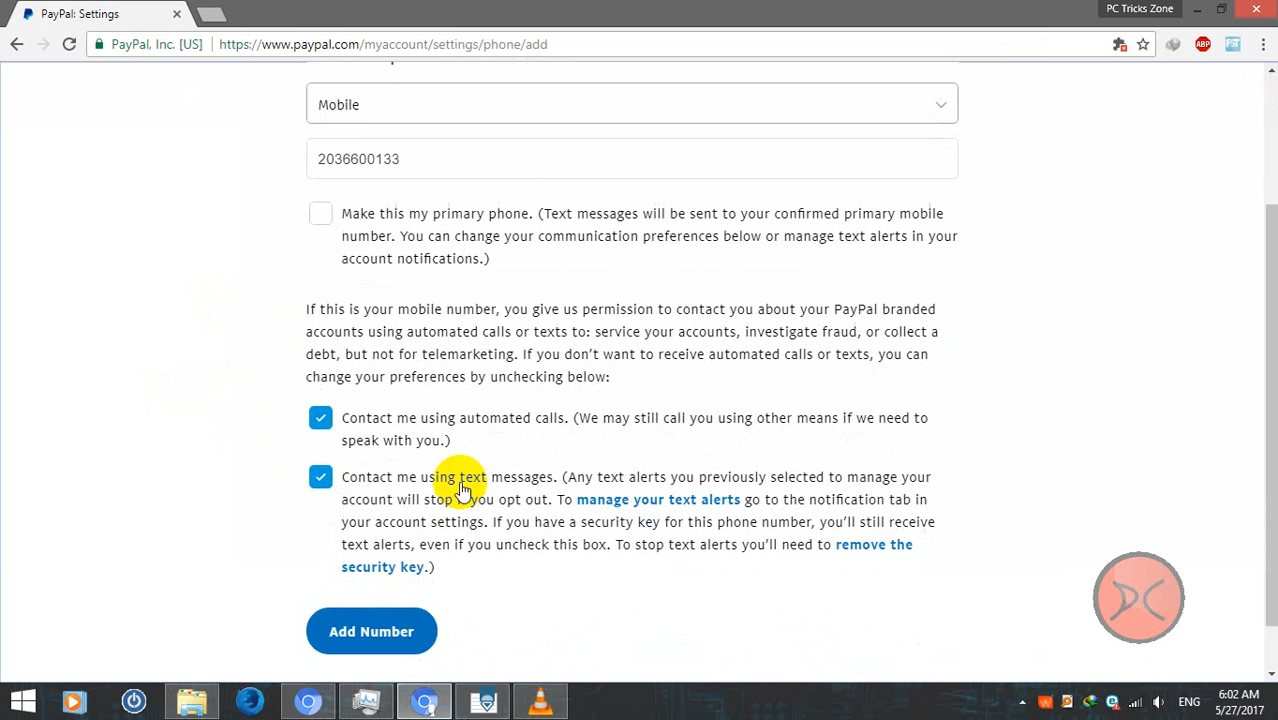 PayPal: Settings
PC Tricks Zone
PayPal, Inc. [US]
https://www.paypal.com/myaccount/settings/phone/add
ABP
Mobile
2036600133
Make this my primary phone. (Text messages will be sent to your confirmed primary mobile
number. You can change your communication preferences below or manage text alerts in your
account notifications.)
If this is your mobile number, you give us permission to contact you about your PayPal branded
accounts using automated calls or texts to: service your accounts, investigate fraud, or collect a
debt, but not for telemarketing. If you don't want to receive automated calls or texts, you can
change your preferences by unchecking below:
Contact me using automated calls. (We may still call you using other means if we need to
speak with you.)
Contact me using text messages. (Any text alerts you previously selected to manage your
account will stop if you opt out. To manage your text alerts go to the notification tab in
your account settings. If you have a security key for this phone number, you'll still receive
text alerts, even if you uncheck this box. To stop text alerts you'll need to remove the
security key.)
Add Number
PC
ENG
6:02 AM
5/27/2017